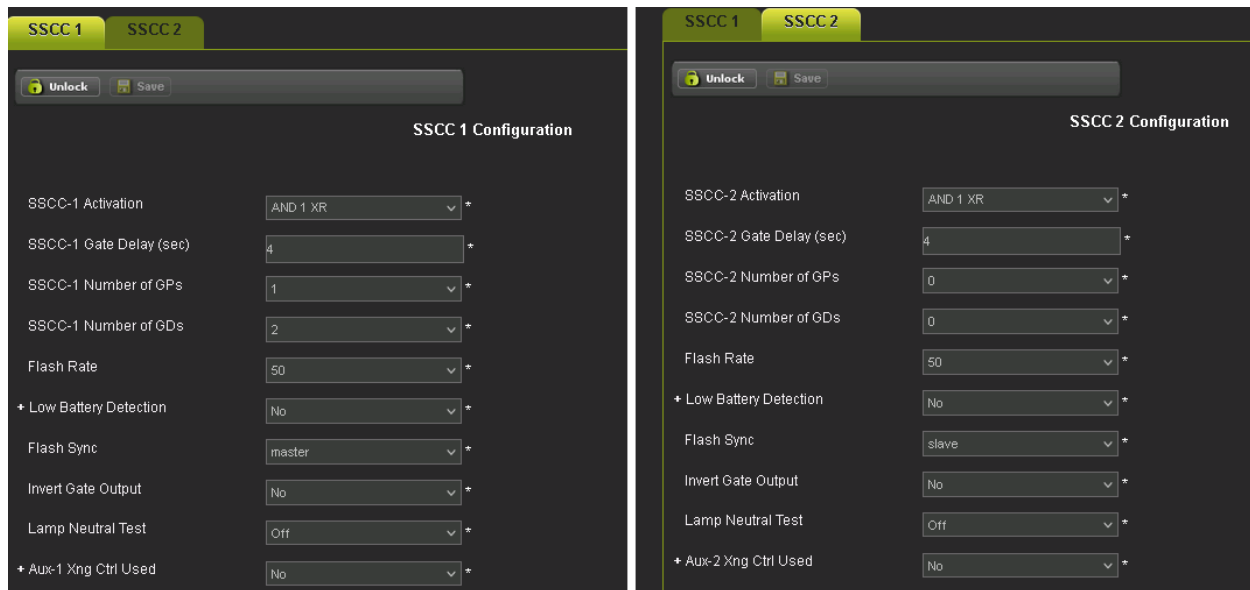 SSCC 1 SSCC 2
Unlock Save
SSCC 1 Configuration
SSCC-1 Activation AND 1 XR *
SSCC-1 Gate Delay (sec) 4 *
SSCC-1 Number of GPs 1 *
SSCC-1 Number of GDs 2 *
Flash Rate 50 *
+ Low Battery Detection No *
Flash Sync master *
Invert Gate Output No *
Lamp Neutral Test Off *
+ Aux-1 Xng Ctrl Used No *
SSCC 1 SSCC 2
Unlock Save
SSCC 2 Configuration
SSCC-2 Activation AND 1 XR *
SSCC-2 Gate Delay (sec) 4 *
SSCC-2 Number of GPs 0 *
SSCC-2 Number of GDs 0 *
Flash Rate 50 *
+ Low Battery Detection No *
Flash Sync slave *
Invert Gate Output No *
Lamp Neutral Test Off *
+ Aux-2 Xng Ctrl Used No *